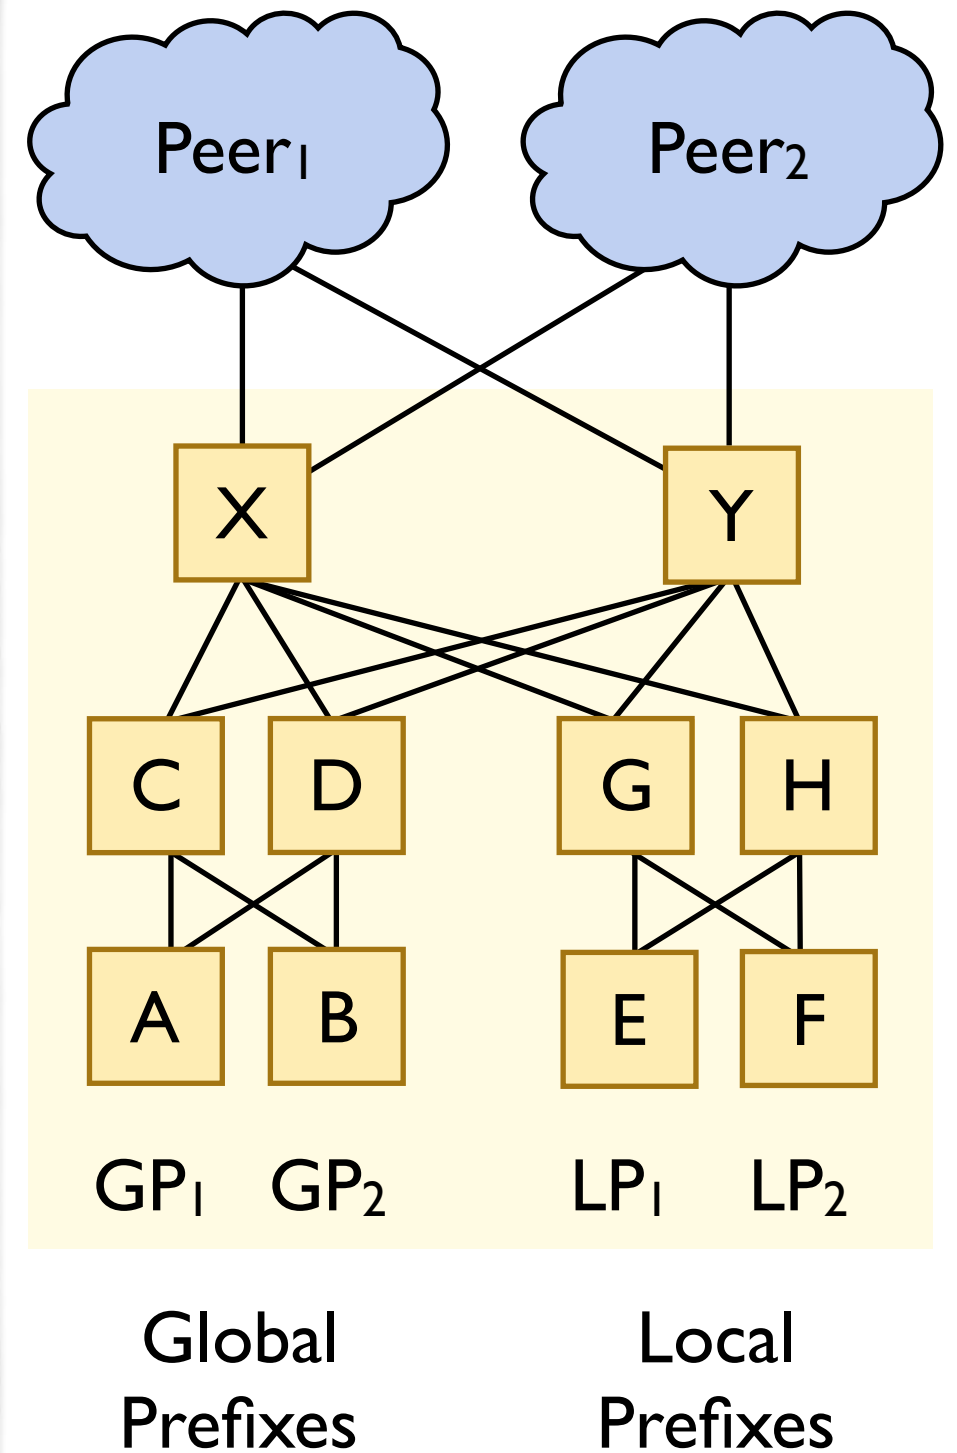 Peer₁ Peer₂
X Y
C D G H
A B E F
GP₁ GP₂ LP₁ LP₂
Global Local
Prefixes Prefixes